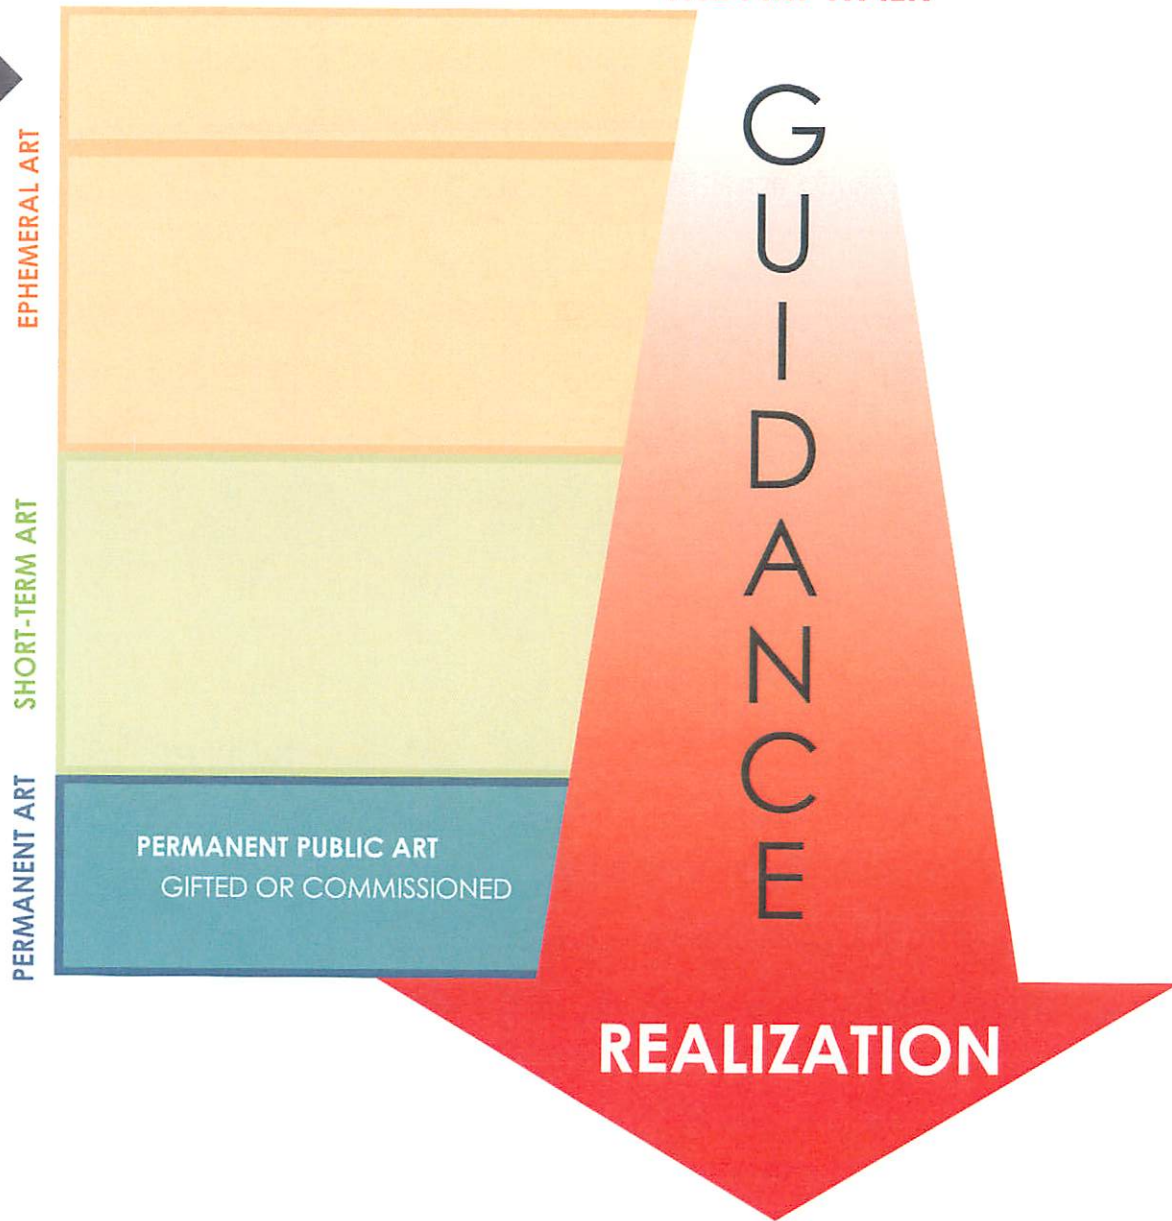 EPHEMERAL ART
SHORT-TERM ART
PERMANENT ART
PERMANENT PUBLIC ART
GIFTED OR COMMISSIONED
GUIDANCE
REALIZATION